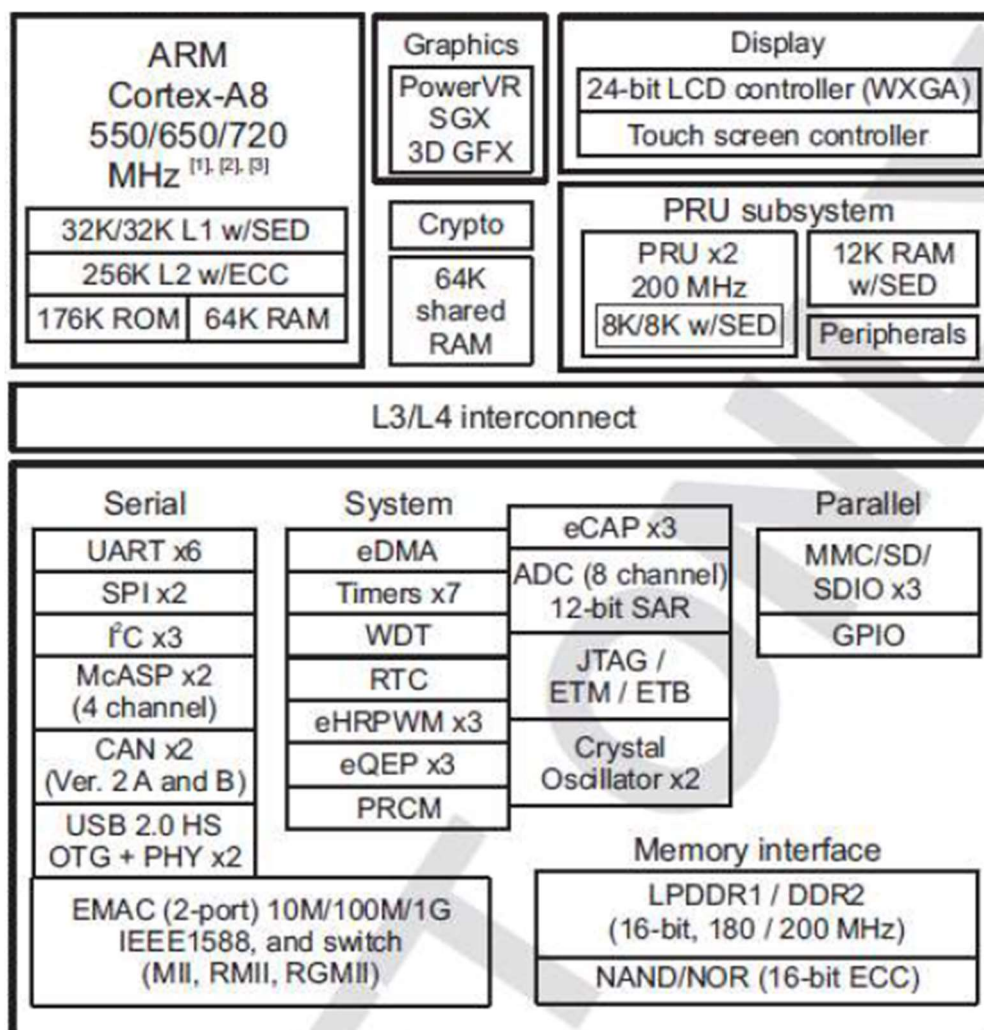 ARM
Cortex-A8
550/650/720
MHz [1], [2], [3]
32K/32K L1 w/SED
256K L2 w/ECC
176K ROM
64K RAM
Graphics
PowerVR
SGX
3D GFX
Crypto
64K
shared
RAM
Display
24-bit LCD controller (WXGA)
Touch screen controller
PRU subsystem
PRU x2
200 MHz
8K/8K w/SED
12K RAM
w/SED
Peripherals
L3/L4 interconnect
Serial
UART x6
SPI x2
I²C x3
McASP x2
(4 channel)
CAN x2
(Ver. 2 A and B)
USB 2.0 HS
OTG + PHY x2
EMAC (2-port) 10M/100M/1G
IEEE1588, and switch
(MII, RMII, RGMII)
System
eDMA
Timers x7
WDT
RTC
eHRPWM x3
eQEP x3
PRCM
eCAP x3
ADC (8 channel)
12-bit SAR
JTAG /
ETM / ETB
Crystal
Oscillator x2
Parallel
MMC/SD/
SDIO x3
GPIO
Memory interface
LPDDR1 / DDR2
(16-bit, 180 / 200 MHz)
NAND/NOR (16-bit ECC)